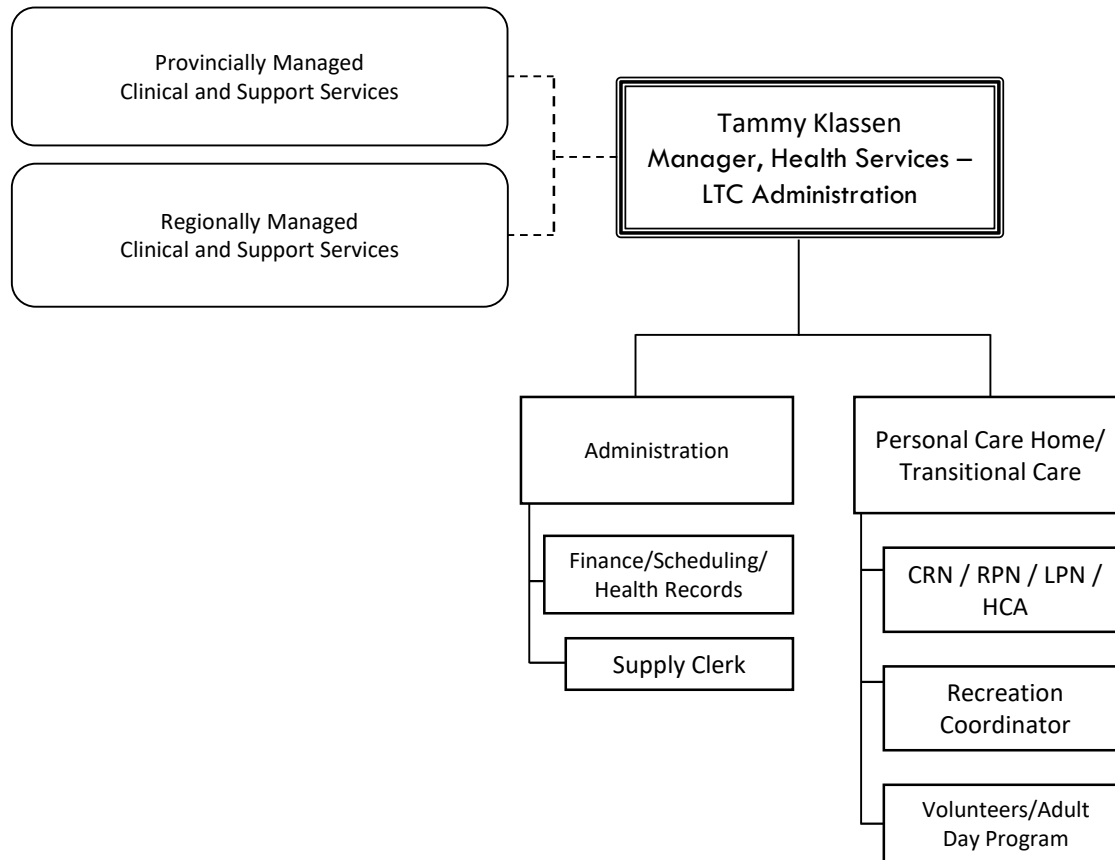 Provincially Managed
Clinical and Support Services
Regionally Managed
Clinical and Support Services
Tammy Klassen
Manager, Health Services –
LTC Administration
Administration
Finance/Scheduling/
Health Records
Supply Clerk
Personal Care Home/
Transitional Care
CRN / RPN / LPN /
HCA
Recreation
Coordinator
Volunteers/Adult
Day Program